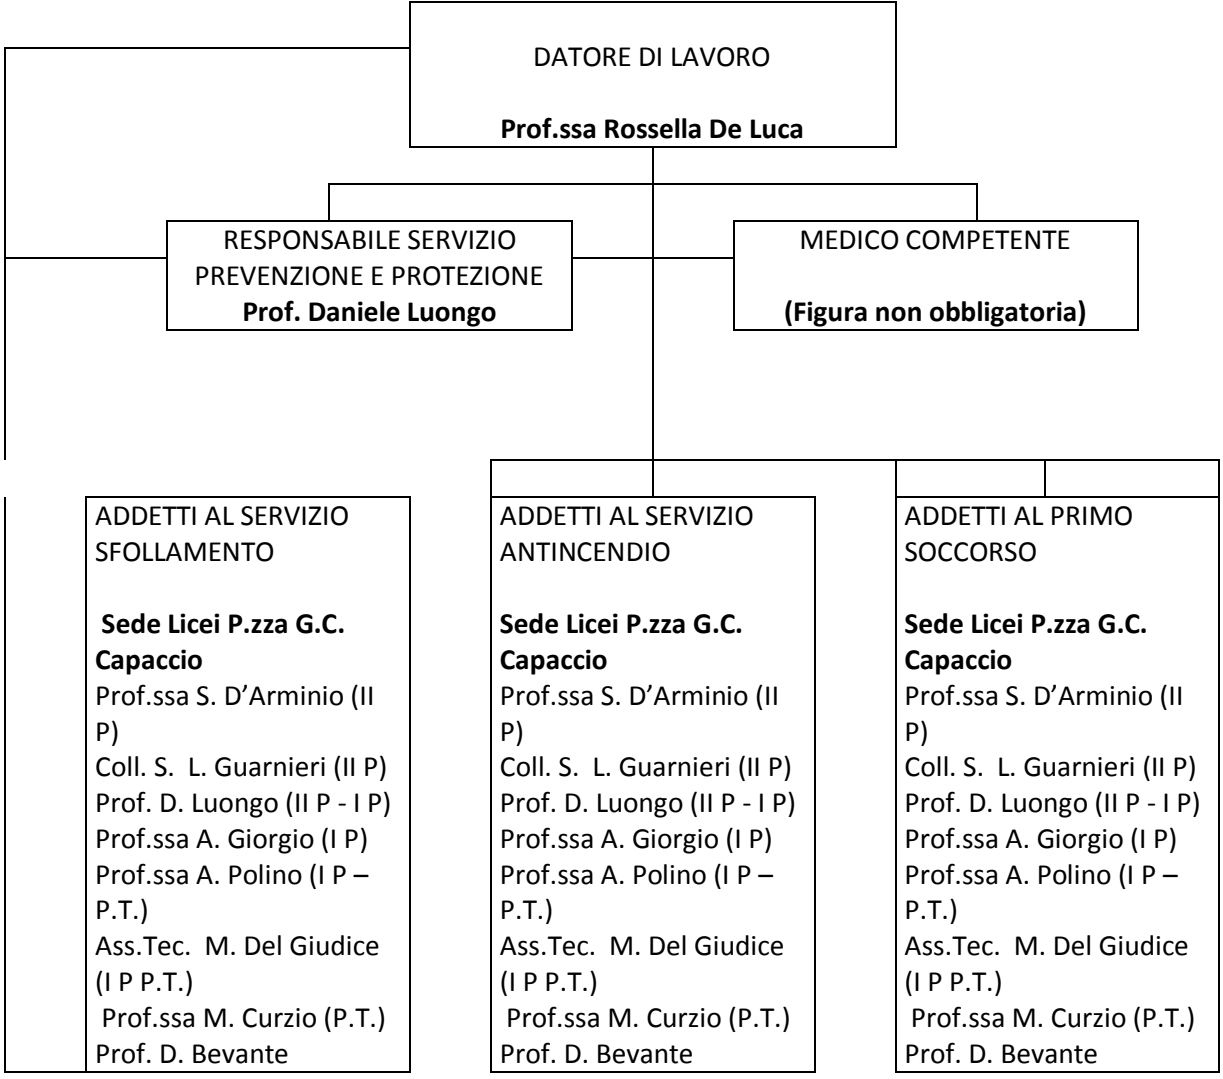 DATORE DI LAVORO
Prof.ssa Rossella De Luca
RESPONSABILE SERVIZIO
PREVENZIONE E PROTEZIONE
Prof. Daniele Luongo
MEDICO COMPETENTE
(Figura non obbligatoria)
ADDETTI AL SERVIZIO
SFOLLAMENTO
Sede Licei P.zza G.C.
Capaccio
Prof.ssa S. D’Arminio (II
P)
Coll. S.  L. Guarnieri (II P)
Prof. D. Luongo (II P - I P)
Prof.ssa A. Giorgio (I P)
Prof.ssa A. Polino (I P –
P.T.)
Ass.Tec.  M. Del Giudice
(I P P.T.)
Prof.ssa M. Curzio (P.T.)
Prof. D. Bevante
ADDETTI AL SERVIZIO
ANTINCENDIO
Sede Licei P.zza G.C.
Capaccio
Prof.ssa S. D’Arminio (II
P)
Coll. S.  L. Guarnieri (II P)
Prof. D. Luongo (II P - I P)
Prof.ssa A. Giorgio (I P)
Prof.ssa A. Polino (I P –
P.T.)
Ass.Tec.  M. Del Giudice
(I P P.T.)
Prof.ssa M. Curzio (P.T.)
Prof. D. Bevante
ADDETTI AL PRIMO
SOCCORSO
Sede Licei P.zza G.C.
Capaccio
Prof.ssa S. D’Arminio (II
P)
Coll. S.  L. Guarnieri (II P)
Prof. D. Luongo (II P - I P)
Prof.ssa A. Giorgio (I P)
Prof.ssa A. Polino (I P –
P.T.)
Ass.Tec.  M. Del Giudice
(I P P.T.)
Prof.ssa M. Curzio (P.T.)
Prof. D. Bevante